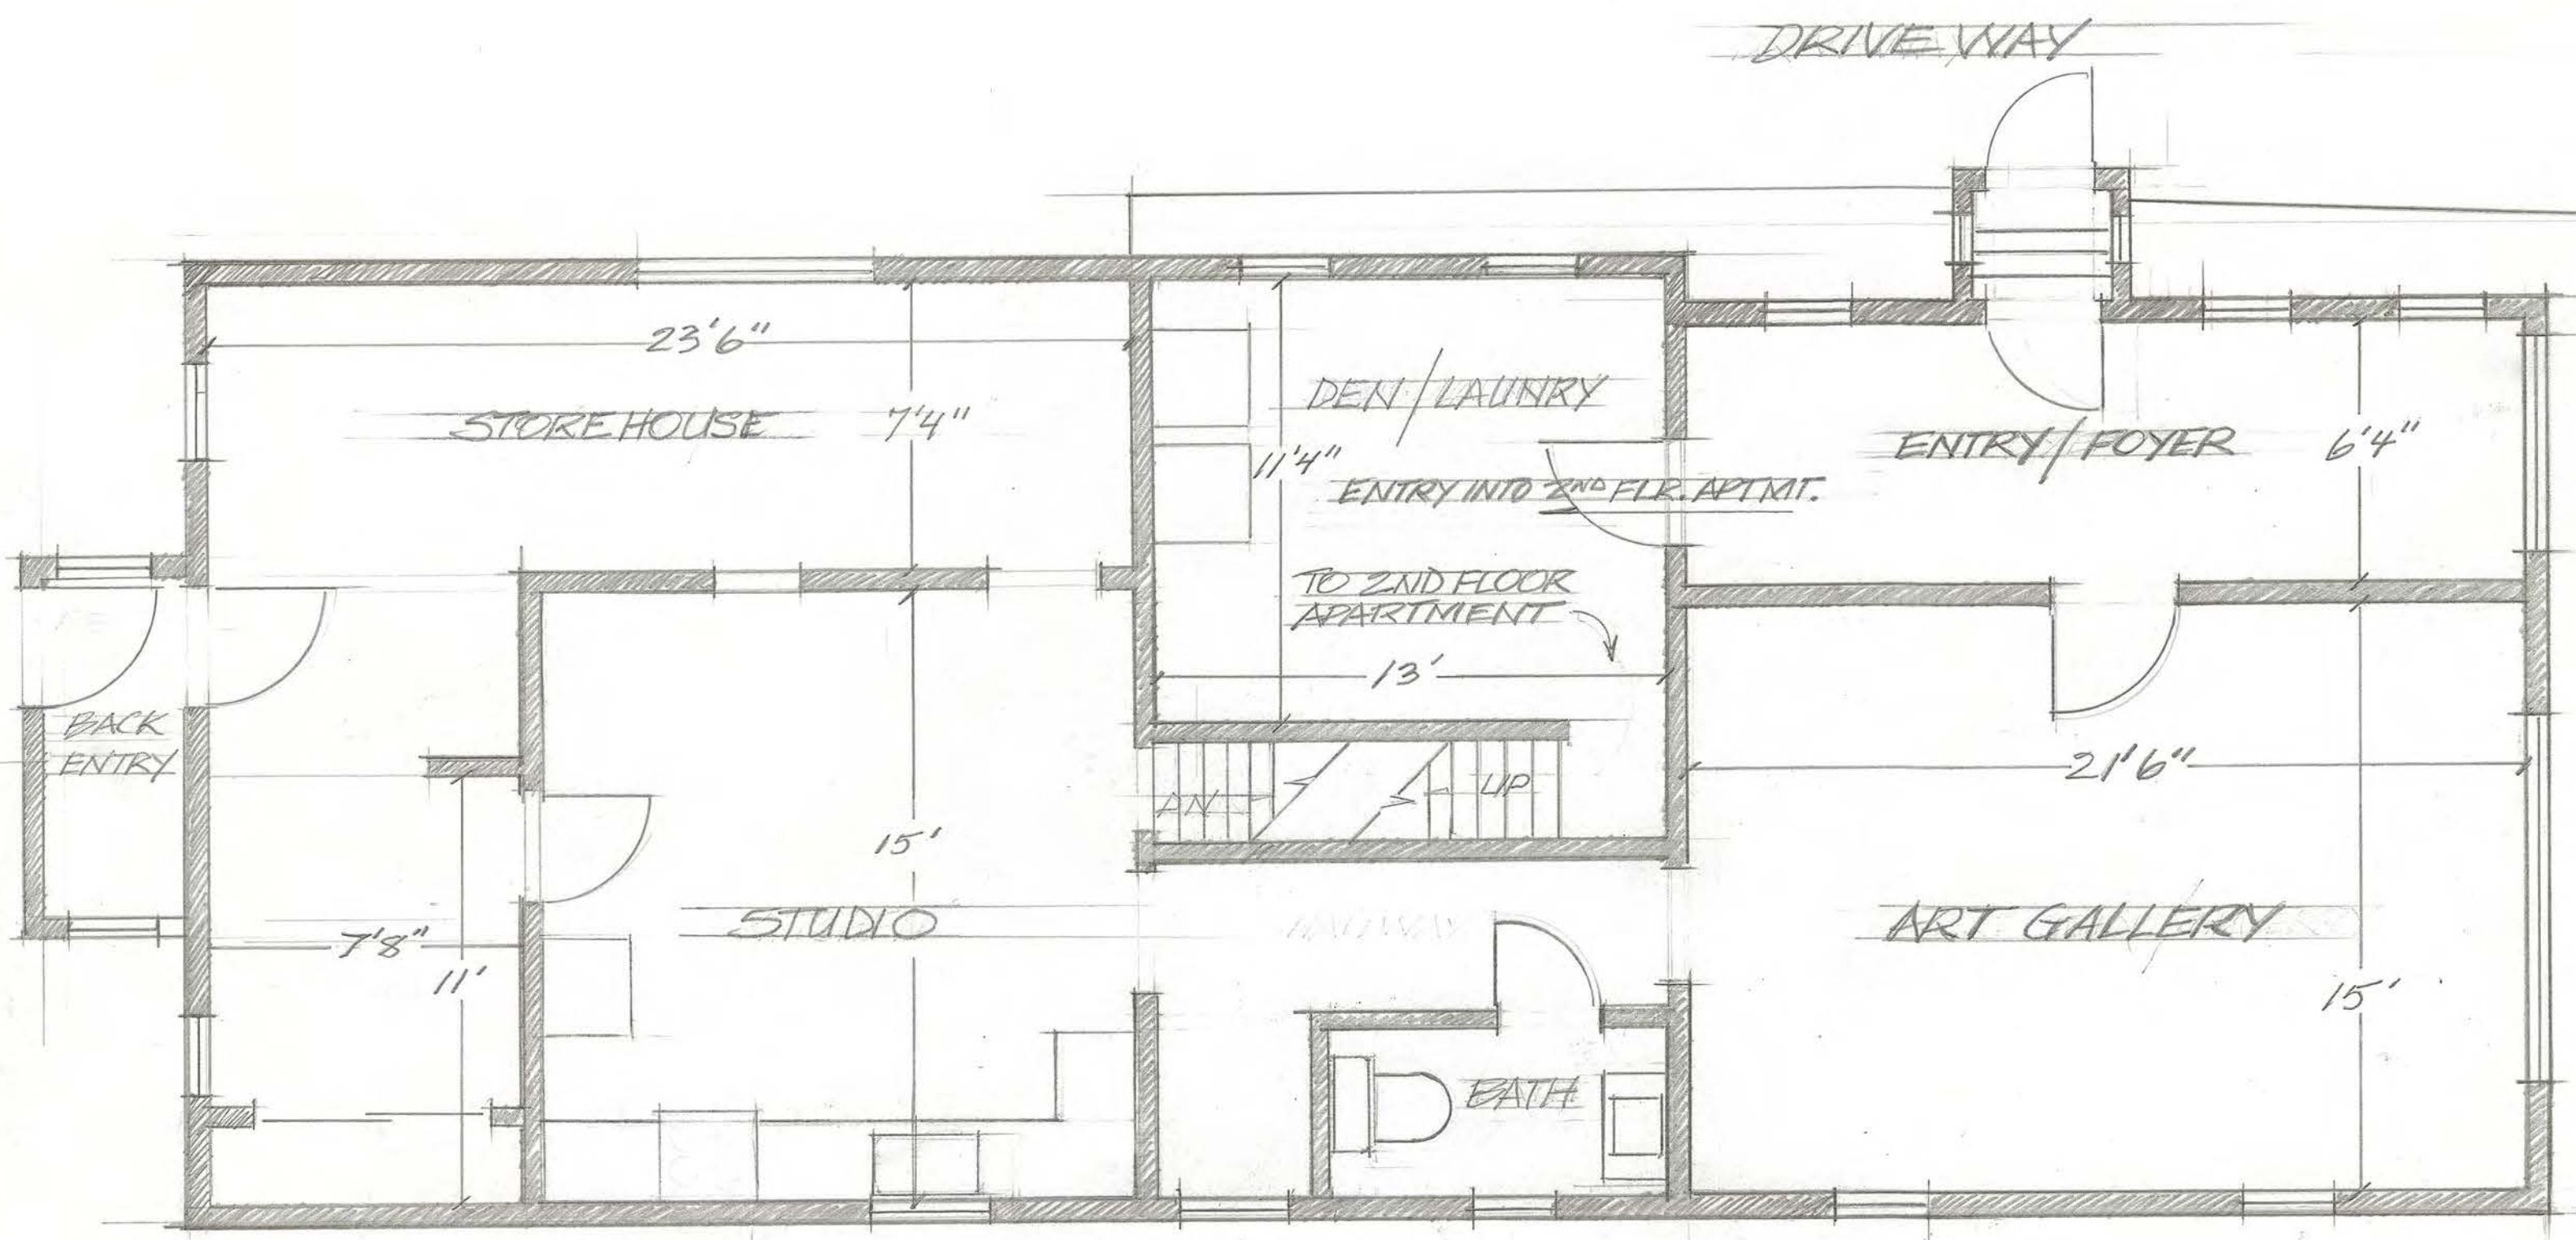 DRIVE WAY
23'6"
STOREHOUSE
7'4"
DEN/LAUNRY
11'4"
ENTRY INTO 2ND FLR. APTMT.
ENTRY/FOYER
6'4"
TO 2ND FLOOR
APARTMENT
13'
BACK
ENTRY
DN
UP
21'6"
15'
STUDIO
7'8"
11'
HALLWAY
ART GALLERY
15'
BATH